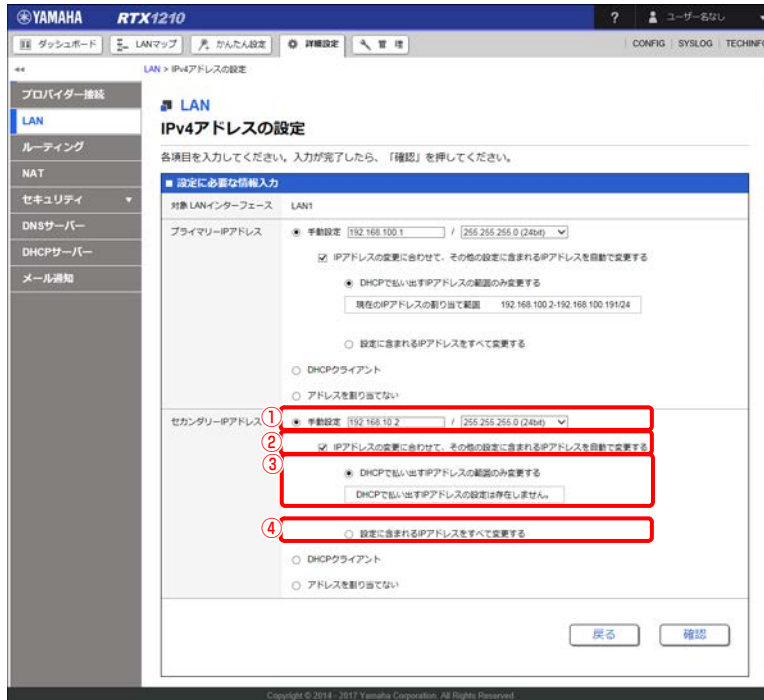 YAMAHA RTX1210 ? ユーザー名なし
ダッシュボード LANマップ かんたん設定 詳細設定 管理 CONFIG SYSLOG TECHINFO
LAN > IPv4アドレスの設定
プロバイダー接続
LAN
ルーティング
NAT
セキュリティ
DNSサーバー
DHCPサーバー
メール通知
LAN
IPv4アドレスの設定
各項目を入力してください。入力が完了したら、「確認」を押してください。
■ 設定に必要な情報入力
対象LANインターフェース LAN1
プライマリーIPアドレス 手動設定 192.168.100.1 / 255.255.255.0 (24bit)
IPアドレスの変更に合わせて、その他の設定に含まれるIPアドレスを自動で変更する
DHCPで払い出すIPアドレスの範囲のみ変更する
現在のIPアドレスの割り当て範囲 192.168.100.2-192.168.100.191/24
設定に含まれるIPアドレスをすべて変更する
DHCPクライアント
アドレスを割り当てない
セカンダリーIPアドレス ① 手動設定 192.168.10.2 / 255.255.255.0 (24bit)
② IPアドレスの変更に合わせて、その他の設定に含まれるIPアドレスを自動で変更する
③ DHCPで払い出すIPアドレスの範囲のみ変更する
DHCPで払い出すIPアドレスの設定は存在しません。
④ 設定に含まれるIPアドレスをすべて変更する
DHCPクライアント
アドレスを割り当てない
戻る 確認
Copyright © 2014 - 2017 Yamaha Corporation. All Rights Reserved.